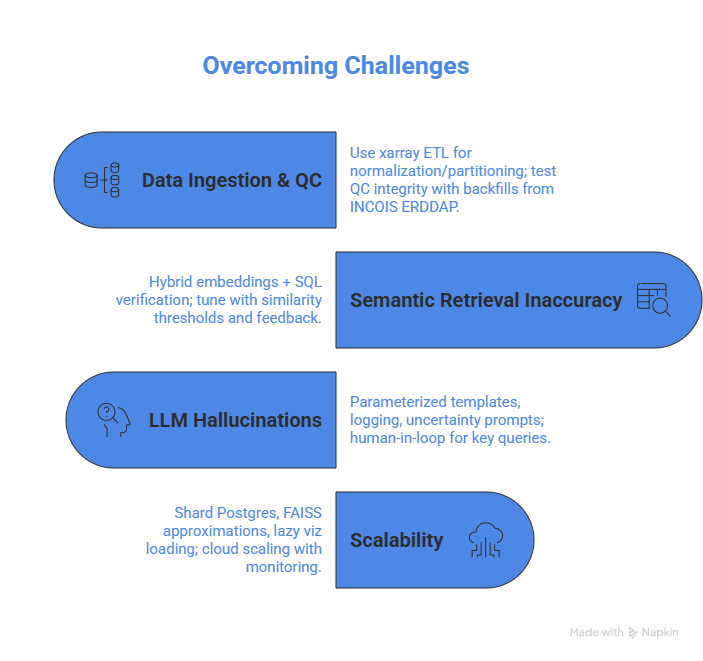 Overcoming Challenges
Data Ingestion & QC
Use xarray ETL for
normalization/partitioning; test
QC integrity with backfills from
INCOIS ERDDAP.
Hybrid embeddings + SQL
verification; tune with similarity
thresholds and feedback.
Semantic Retrieval Inaccuracy
LLM Hallucinations
Parameterized templates,
logging, uncertainty prompts;
human-in-loop for key queries.
Shard Postgres, FAISS
approximations, lazy viz
loading; cloud scaling with
monitoring.
Scalability
Made with Napkin